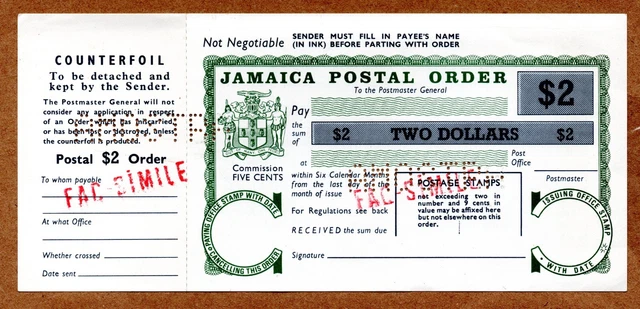 COUNTERFOIL
To be detached and
kept by the Sender.
The Postmaster General will not
consider any application in respect
of an Order which has miscarried
or has been lost or destroyed, unless
the counterfoil is produced.
Postal $2 Order
To whom payable
FAC-SIMILE
At what Office
Whether crossed
Date sent
Not Negotiable
SENDER MUST FILL IN PAYEE'S NAME
(IN INK) BEFORE PARTING WITH ORDER
JAMAICA POSTAL ORDER
To the Postmaster General
$2
Pay
the
sum
of
$2 TWO DOLLARS $2
at
Post
Office
Commission
FIVE CENTS
within Six Calendar Months
from the last day of the
month of issue
FAC-SIMILE
For Regulations see back
RECEIVED the sum due
Signature
POSTAGE STAMPS
not exceeding two in
number and 9 cents in
value may be affixed here
but not elsewhere on this
order.
Postmaster
PAYING OFFICE STAMP WITH DATE
CANCELLING THIS ORDER
ISSUING OFFICE STAMP
WITH DATE